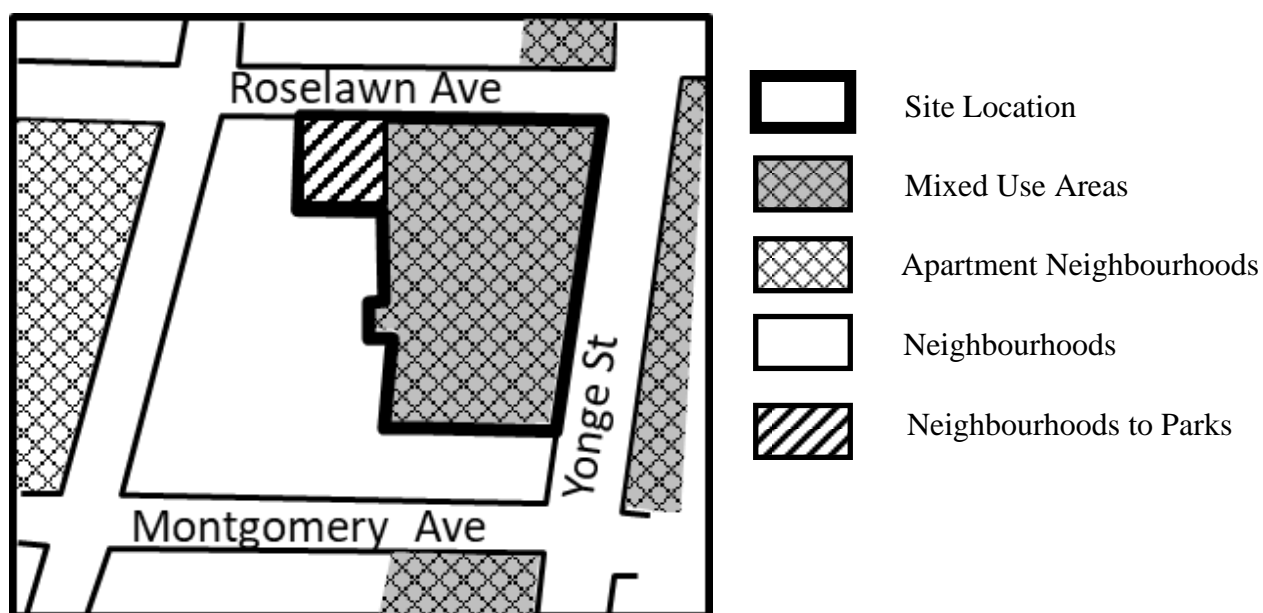 Roselawn Ave
Yonge St
Montgomery Ave
Site Location
Mixed Use Areas
Apartment Neighbourhoods
Neighbourhoods
Neighbourhoods to Parks